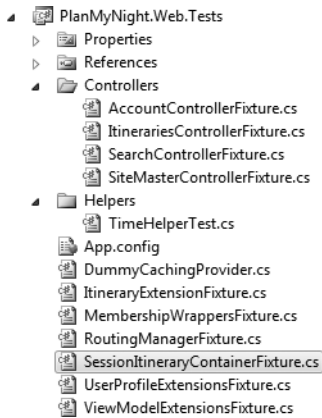 PlanMyNight.Web.Tests
Properties
References
Controllers
AccountControllerFixture.cs
ItinerariesControllerFixture.cs
SearchControllerFixture.cs
SiteMasterControllerFixture.cs
Helpers
TimeHelperTest.cs
App.config
DummyCachingProvider.cs
ItineraryExtensionFixture.cs
MembershipWrappersFixture.cs
RoutingManagerFixture.cs
SessionItineraryContainerFixture.cs
UserProfileExtensionsFixture.cs
ViewModelExtensionsFixture.cs